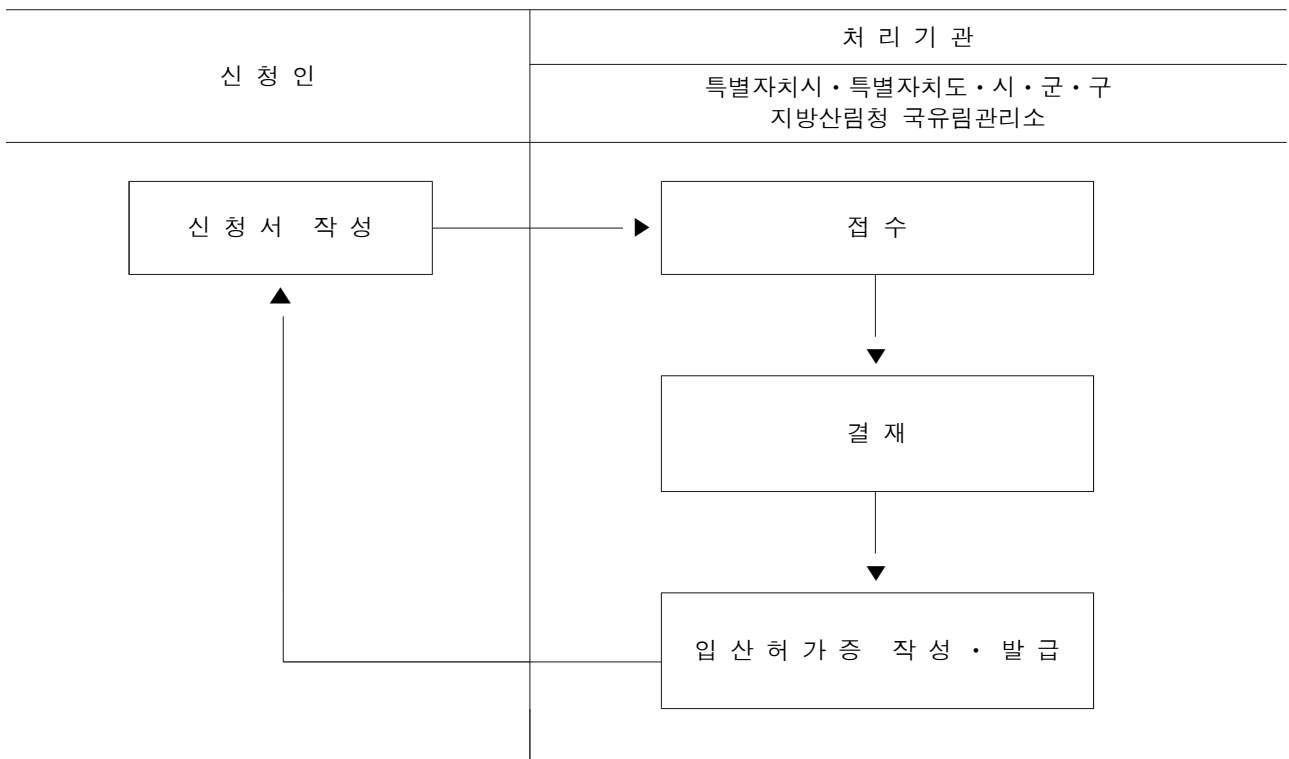 신 청 인
처 리 기 관
특별자치시・특별자치도・시・군・구
지방산림청 국유림관리소
신 청 서 작 성
접 수
결 재
입 산 허 가 증 작 성 ・ 발 급